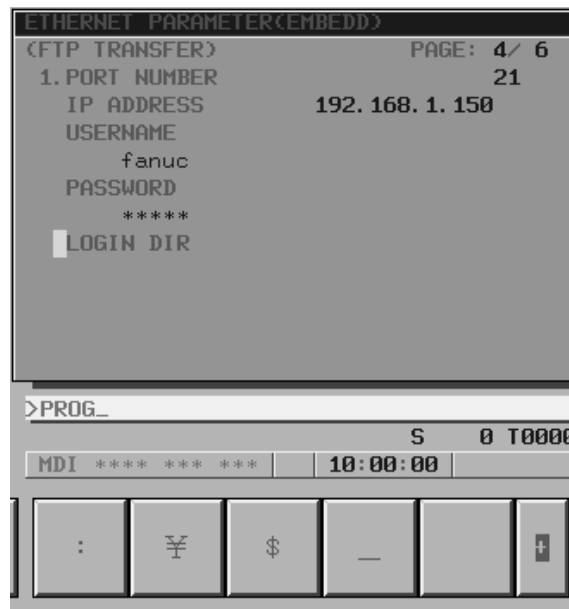 ETHERNET PARAMETER(EMBEDD)
(FTP TRANSFER) PAGE: 4/ 6
1.PORT NUMBER 21
IP ADDRESS 192.168.1.150
USERNAME
fanuc
PASSWORD
*****
LOGIN DIR
>PROG_
S 0 T0000
MDI **** *** *** 10:00:00
: ¥ $ _ +